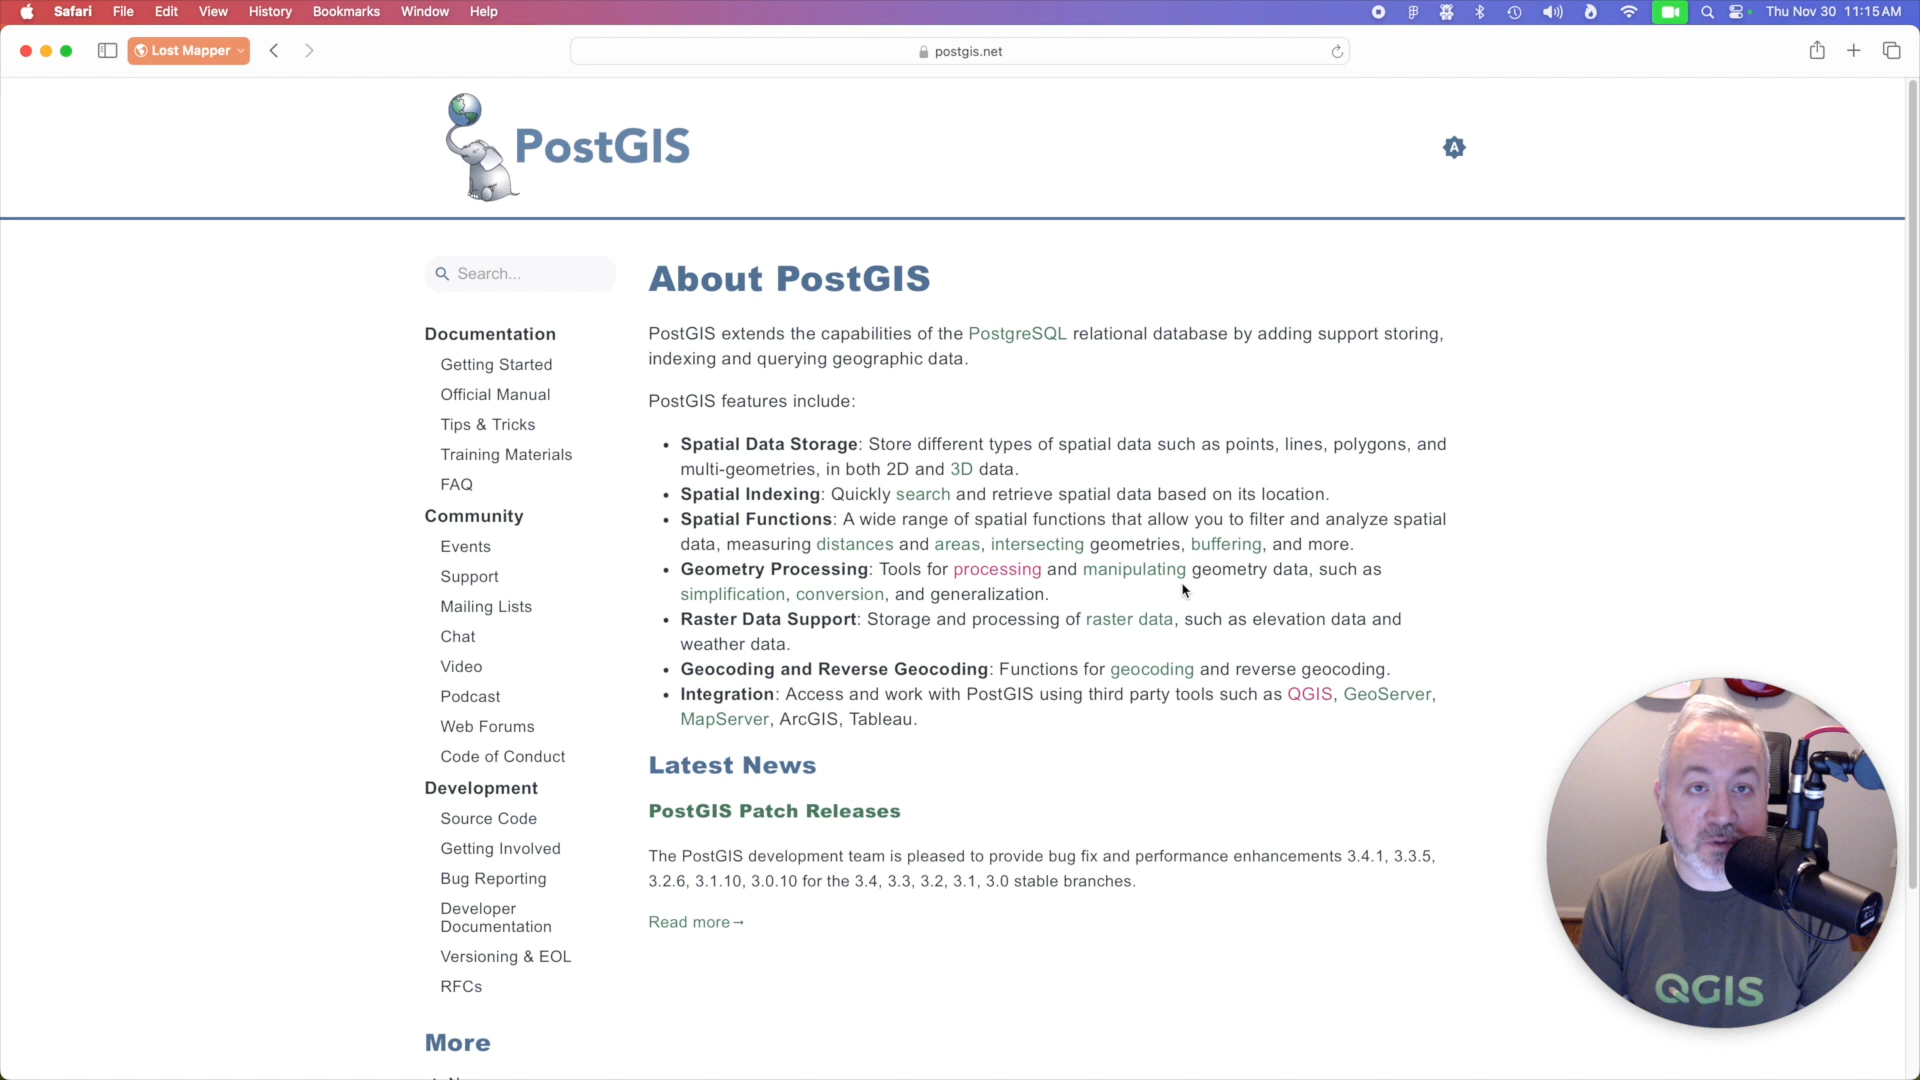 Safari File Edit View History Bookmarks Window Help Thu Nov 30 11:15 AM
Lost Mapper postgis.net
PostGIS
A
Search...
Documentation
Getting Started
Official Manual
Tips & Tricks
Training Materials
FAQ
Community
Events
Support
Mailing Lists
Chat
Video
Podcast
Web Forums
Code of Conduct
Development
Source Code
Getting Involved
Bug Reporting
Developer
Documentation
Versioning & EOL
RFCs
More
About PostGIS
PostGIS extends the capabilities of the PostgreSQL relational database by adding support storing,
indexing and querying geographic data.
PostGIS features include:
• Spatial Data Storage: Store different types of spatial data such as points, lines, polygons, and
multi-geometries, in both 2D and 3D data.
• Spatial Indexing: Quickly search and retrieve spatial data based on its location.
• Spatial Functions: A wide range of spatial functions that allow you to filter and analyze spatial
data, measuring distances and areas, intersecting geometries, buffering, and more.
• Geometry Processing: Tools for processing and manipulating geometry data, such as
simplification, conversion, and generalization.
• Raster Data Support: Storage and processing of raster data, such as elevation data and
weather data.
• Geocoding and Reverse Geocoding: Functions for geocoding and reverse geocoding.
• Integration: Access and work with PostGIS using third party tools such as QGIS, GeoServer,
MapServer, ArcGIS, Tableau.
Latest News
PostGIS Patch Releases
The PostGIS development team is pleased to provide bug fix and performance enhancements 3.4.1, 3.3.5,
3.2.6, 3.1.10, 3.0.10 for the 3.4, 3.3, 3.2, 3.1, 3.0 stable branches.
Read more→
QGIS